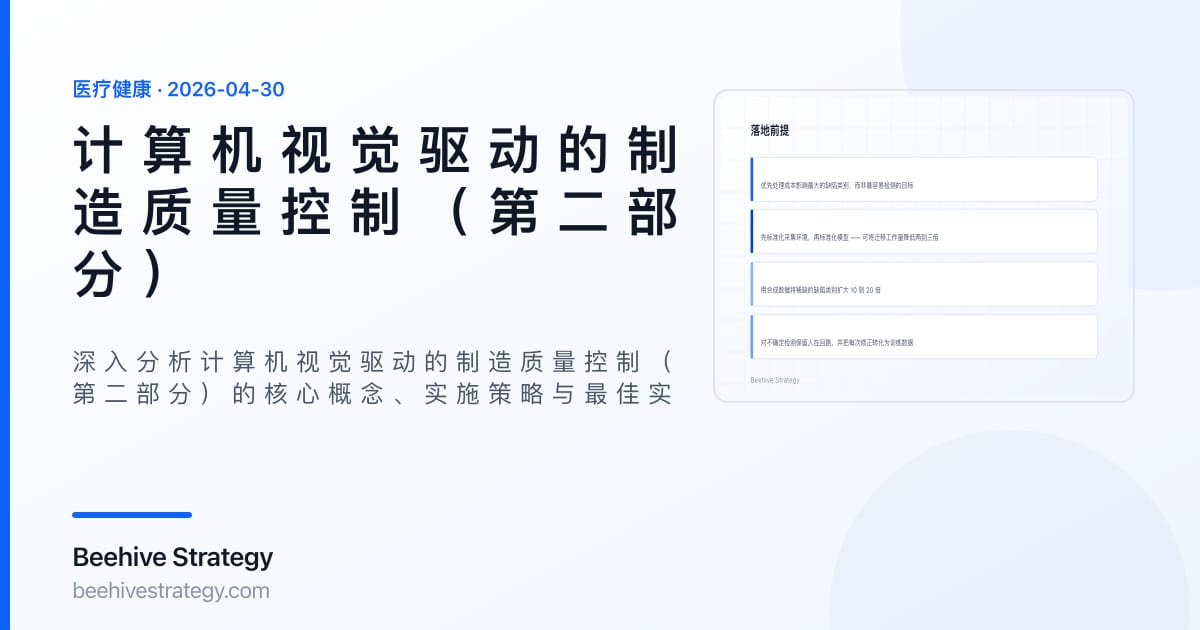 医疗健康 · 2026-04-30
计算机视觉驱动的制
造质量控制（第二部
分）
深入分析计算机视觉驱动的制造质量控制（
第二部分）的核心概念、实施策略与最佳实
Beehive Strategy
beehivestrategy.com
落地前提
优先处理成本影响最大的缺陷类别，而非最容易检测的目标
先标准化采集环境，再标准化模型 —— 可将迁移工作量降低两到三倍
用合成数据将稀缺的缺陷类别扩大 10 到 20 倍
对不确定检测保留人在回路，并把每次修正转化为训练数据
Beehive Strategy